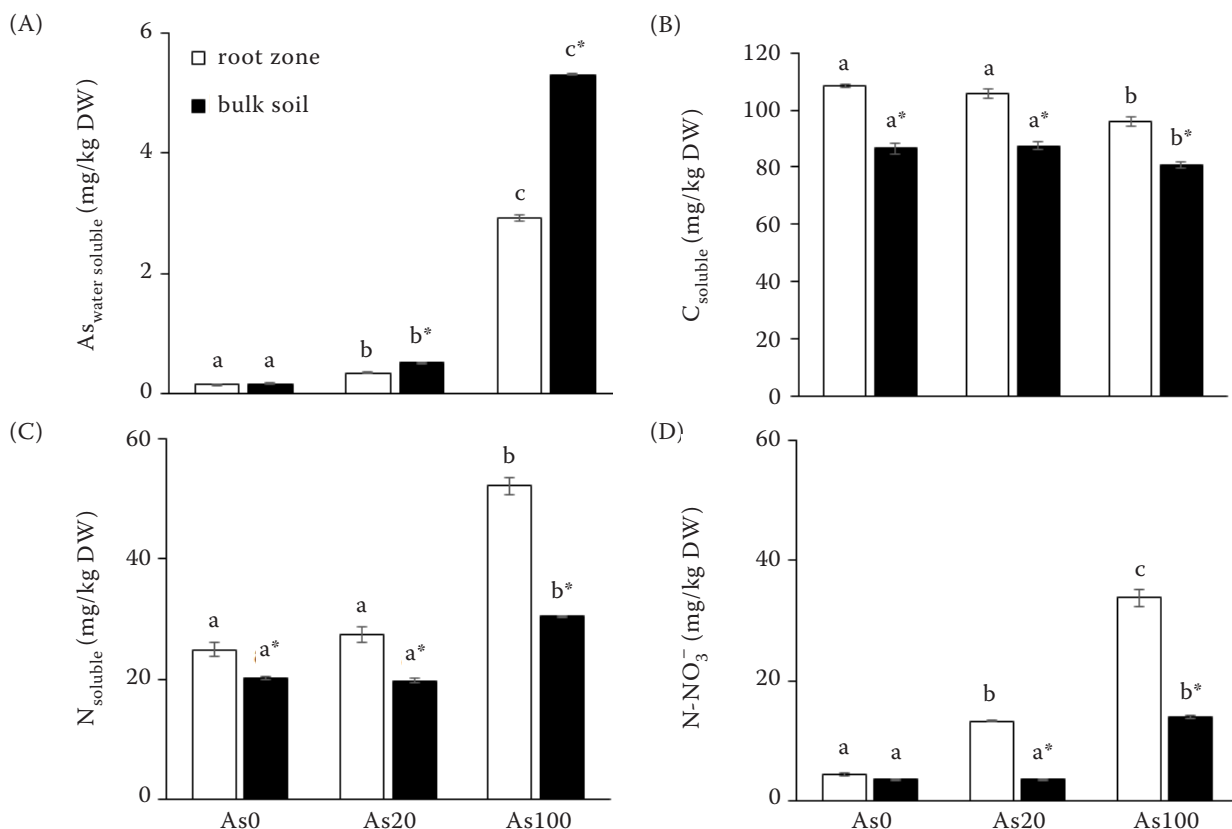 (A)
As water soluble (mg/kg DW)
6
4
2
0
root zone
bulk soil
a
a
b
b*
c
c*
(B)
C soluble (mg/kg DW)
120
100
80
60
40
20
0
a
a*
a
a*
b
b*
(C)
N soluble (mg/kg DW)
60
40
20
0
a
a*
a
a*
b
b*
As0
As20
As100
(D)
N-NO₃⁻ (mg/kg DW)
60
40
20
0
a
a
b
a*
c
b*
As0
As20
As100